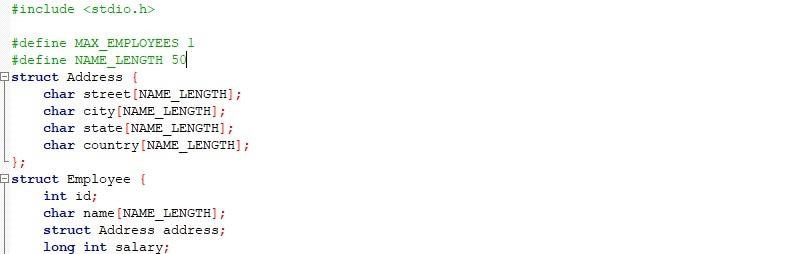 #include <stdio.h>

#define MAX_EMPLOYEES 1
#define NAME_LENGTH 50
struct Address {
    char street[NAME_LENGTH];
    char city[NAME_LENGTH];
    char state[NAME_LENGTH];
    char country[NAME_LENGTH];
};
struct Employee {
    int id;
    char name[NAME_LENGTH];
    struct Address address;
    long int salary;